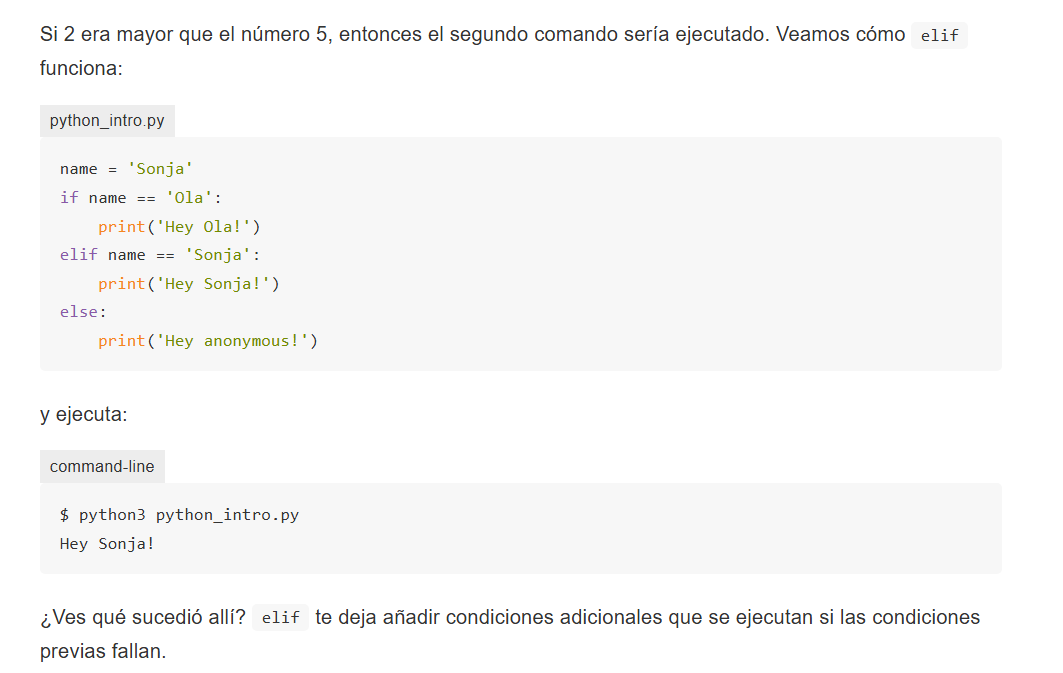 Si 2 era mayor que el número 5, entonces el segundo comando sería ejecutado. Veamos cómo elif
funciona:
python_intro.py
name = 'Sonja'
if name == 'Ola':
    print('Hey Ola!')
elif name == 'Sonja':
    print('Hey Sonja!')
else:
    print('Hey anonymous!')
y ejecuta:
command-line
$ python3 python_intro.py
Hey Sonja!
¿Ves qué sucedió allí? elif te deja añadir condiciones adicionales que se ejecutan si las condiciones
previas fallan.